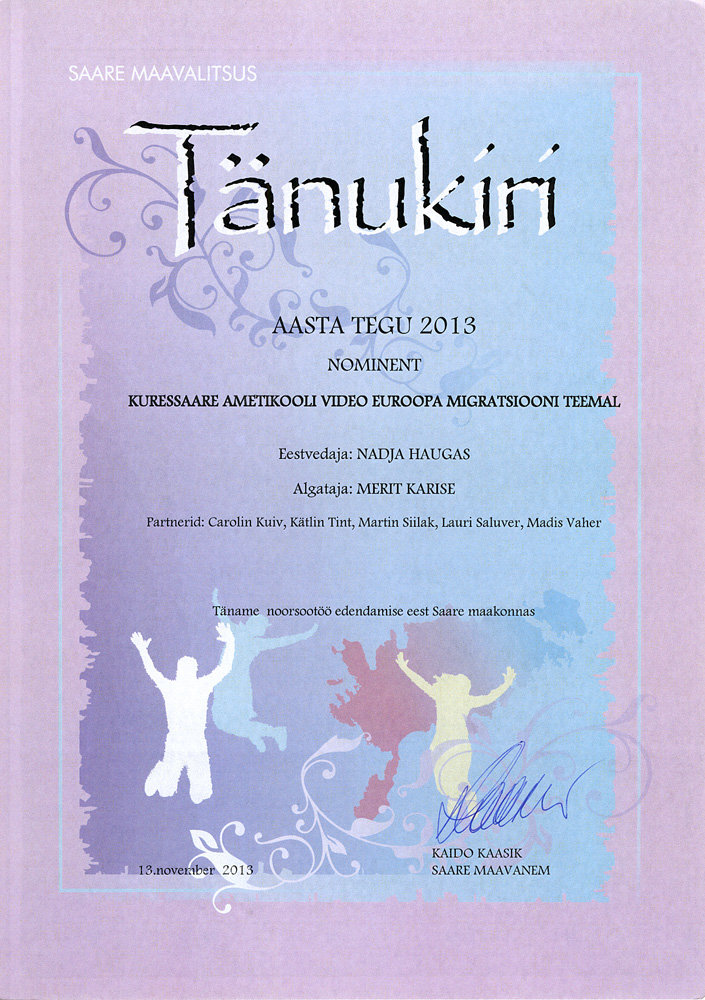 SAARE MAAVALITSUS
Tänukiri
AASTA TEGU 2013
NOMINENT
KURESSAARE AMETIKOOLI VIDEO EUROOPA MIGRATSIOONI TEEMAL
Eestvedaja: NADJA HAUGAS
Algataja: MERIT KARISE
Partnerid: Carolin Kuiv, Kätlin Tint, Martin Siilak, Lauri Saluver, Madis Vaher
Täname noorsootöö edendamise eest Saare maakonnas
KAIDO KAASIK
13.november 2013 SAARE MAAVANEM